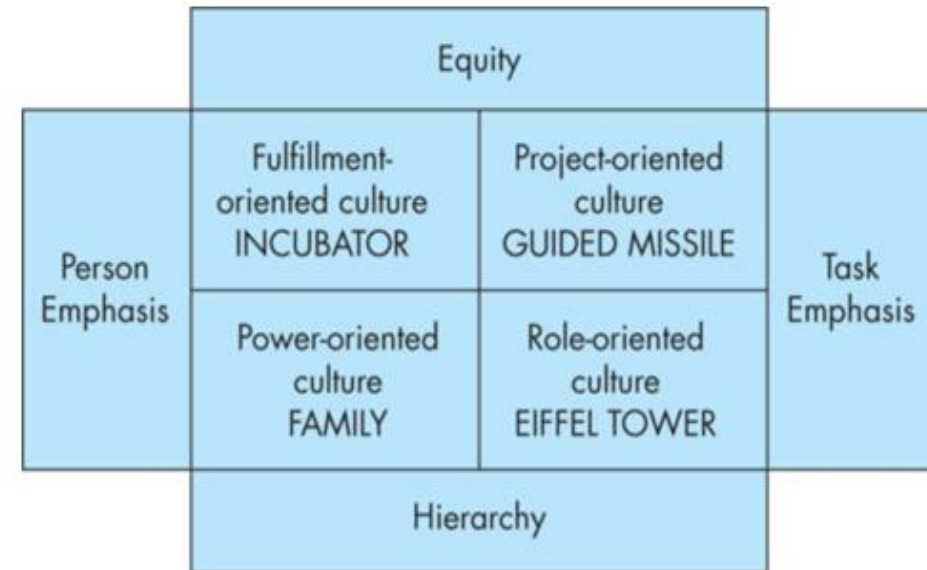 Equity
Fulfillment-
oriented culture
INCUBATOR
Project-oriented
culture
GUIDED MISSILE
Person
Emphasis
Task
Emphasis
Power-oriented
culture
FAMILY
Role-oriented
culture
EIFFEL TOWER
Hierarchy